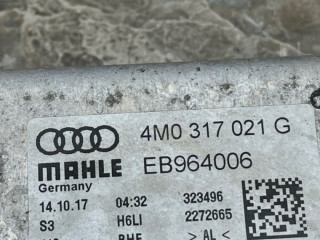 4M0 317 021 G
MAHLE EB964006
Germany
14.10.17 04:32 323496
S3 H6LI 2272665
> AL <